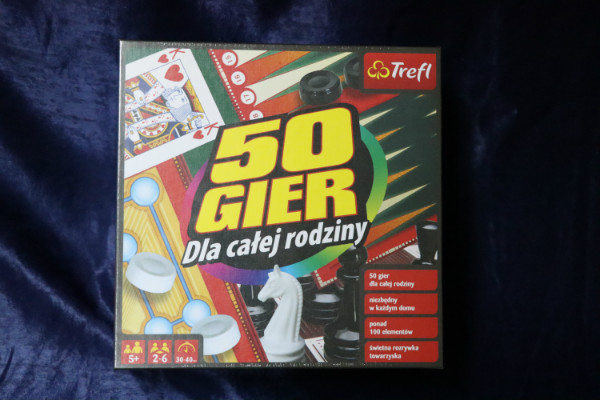 K
Trefl
50
GIER
Dla całej rodziny
K
50 gier
dla całej rodziny
niezbędny
w każdym domu
ponad
100 elementów
świetna rozrywka
towarzyska
5+
2-6